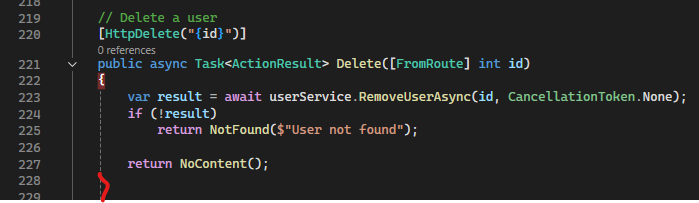 218
219 // Delete a user
220 [HttpDelete("{id}")]
0 references
221 public async Task<ActionResult> Delete([FromRoute] int id)
222 {
223 var result = await userService.RemoveUserAsync(id, CancellationToken.None);
224 if (!result)
225 return NotFound($"User not found");
226
227 return NoContent();
228 }
229